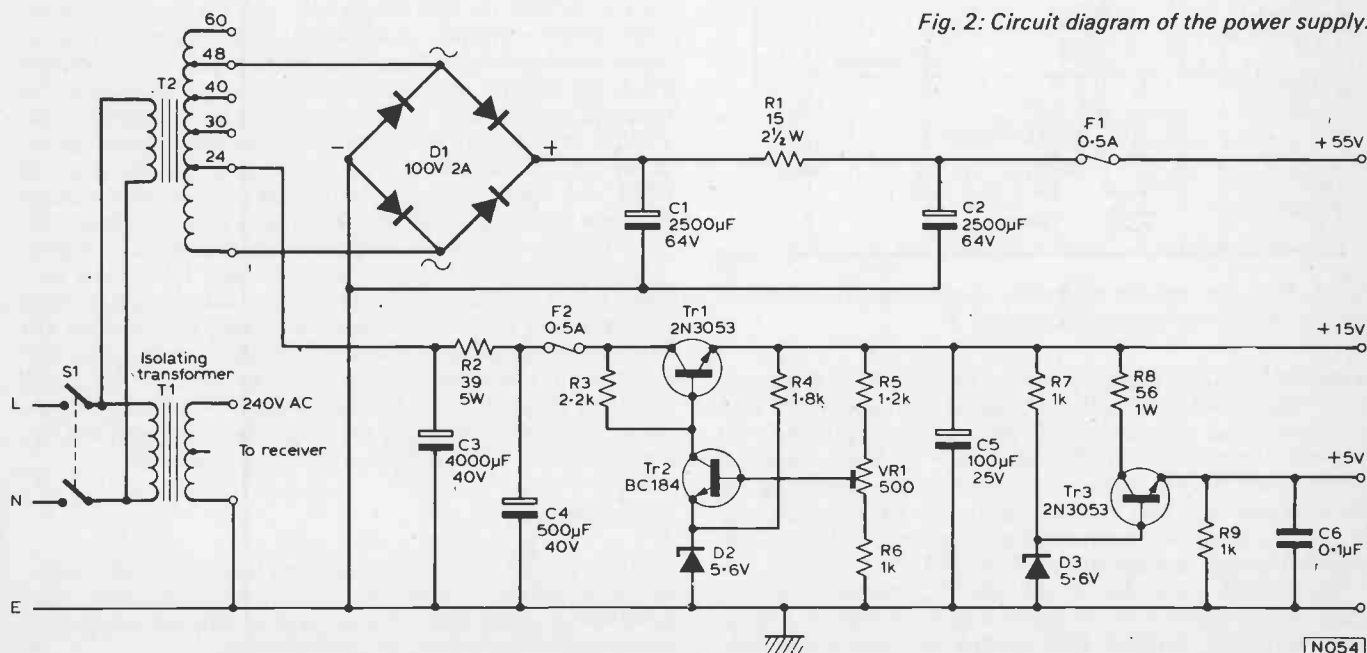 Fig. 2: Circuit diagram of the power supply.
60
48
40
30
24
T2
D1
100V 2A
-
+
~
~
C1
2500µF
64V
R1
15
2½W
C2
2500µF
64V
F1
0·5A
+55V
S1
L
N
E
Isolating
transformer
T1
240V AC
To receiver
R2
39
5W
C3
4000µF
40V
C4
500µF
40V
F2
0·5A
R3
2·2k
Tr1
2N3053
Tr2
BC184
D2
5·6V
R4
1·8k
R5
1·2k
VR1
500
R6
1k
C5
100µF
25V
R7
1k
D3
5·6V
R8
56
1W
Tr3
2N3053
R9
1k
C6
0·1µF
+15V
+5V
N054